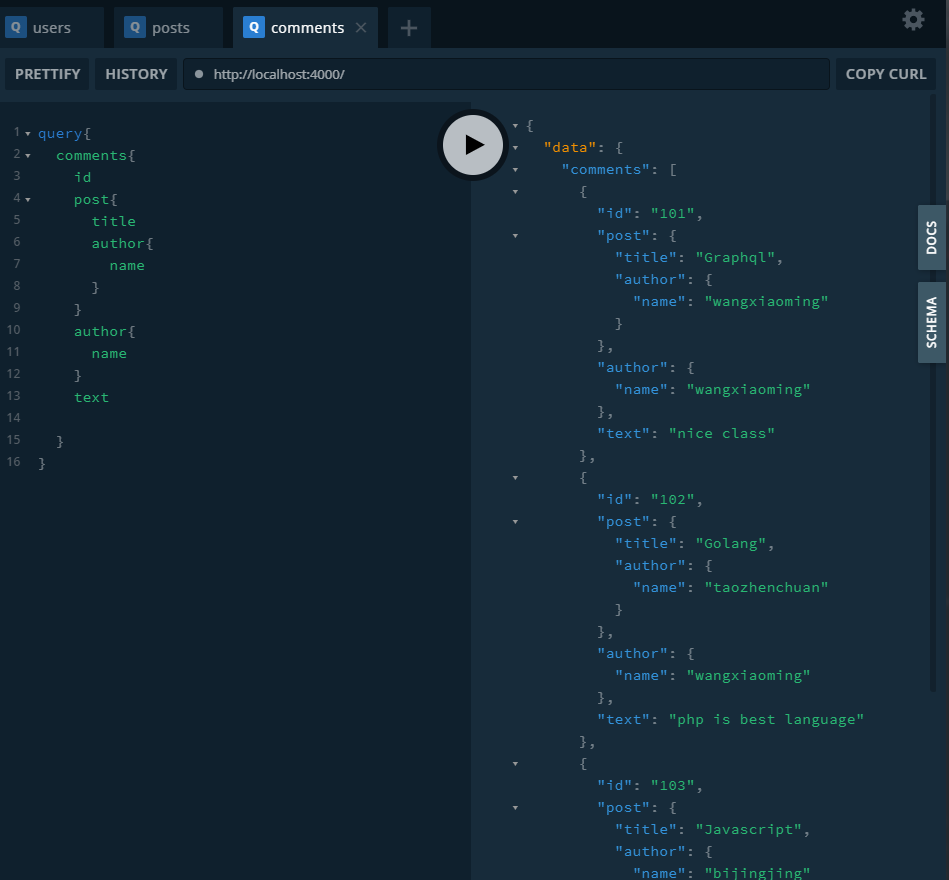 Q users Q posts Q comments
PRETTIFY HISTORY http://localhost:4000/ COPY CURL
1 query{
2 comments{
3 id
4 post{
5 title
6 author{
7 name
8 }
9 }
10 author{
11 name
12 }
13 text
14
15 }
16 }
{
"data": {
"comments": [
{
"id": "101",
"post": {
"title": "Graphql",
"author": {
"name": "wangxiaoming"
}
},
"author": {
"name": "wangxiaoming"
},
"text": "nice class"
},
{
"id": "102",
"post": {
"title": "Golang",
"author": {
"name": "taozhenchuan"
}
},
"author": {
"name": "wangxiaoming"
},
"text": "php is best language"
},
{
"id": "103",
"post": {
"title": "Javascript",
"author": {
"name": "bijingjing"
DOCS
SCHEMA